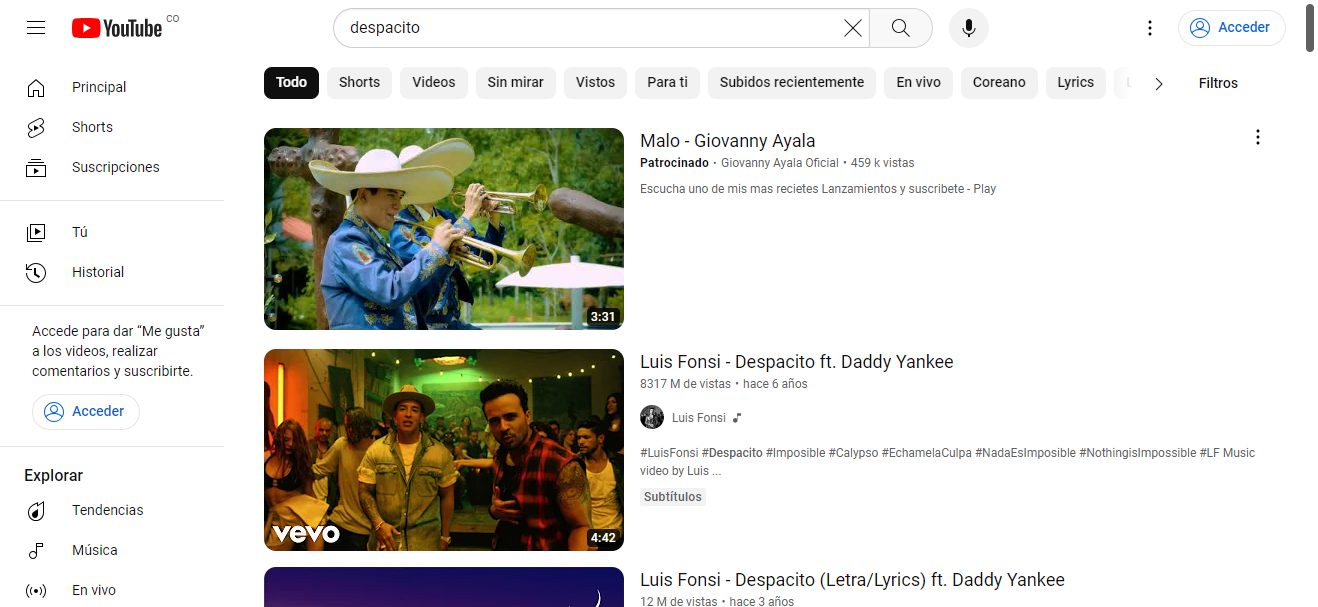 YouTube CO
despacito
Acceder
Principal
Shorts
Suscripciones
Tú
Historial
Accede para dar “Me gusta”
a los videos, realizar
comentarios y suscribirte.
Acceder
Explorar
Tendencias
Música
En vivo
Todo Shorts Videos Sin mirar Vistos Para ti Subidos recientemente En vivo Coreano Lyrics
Filtros
3:31
Malo - Giovanny Ayala
Patrocinado · Giovanny Ayala Oficial • 459 k vistas
Escucha uno de mis mas recietes Lanzamientos y suscribete - Play
vevo
4:42
Luis Fonsi - Despacito ft. Daddy Yankee
8317 M de vistas • hace 6 años
Luis Fonsi
#LuisFonsi #Despacito #Imposible #Calypso #EchamelaCulpa #NadaEsImposible #NothingisImpossible #LF Music
video by Luis ...
Subtítulos
Luis Fonsi - Despacito (Letra/Lyrics) ft. Daddy Yankee
12 M de vistas • hace 3 años